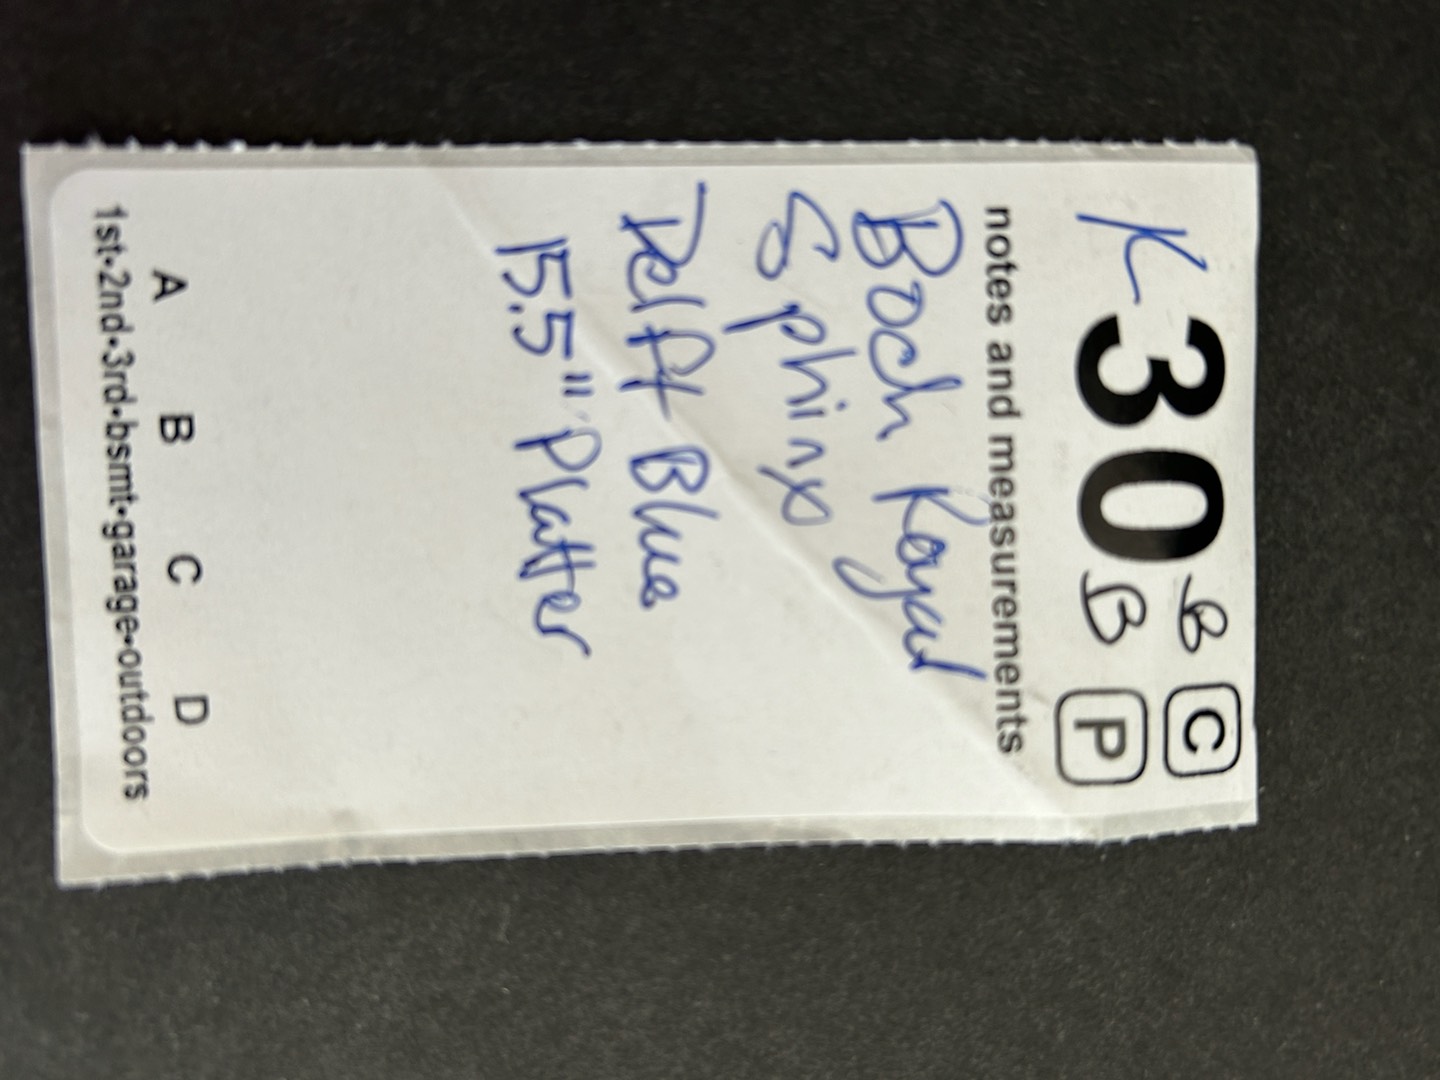 K 30 B B C P
notes and measurements
Boch Royal
Sphinx
Delft Blue
15.5" Platter
A B C D
1st•2nd•3rd•bsmt•garage•outdoors